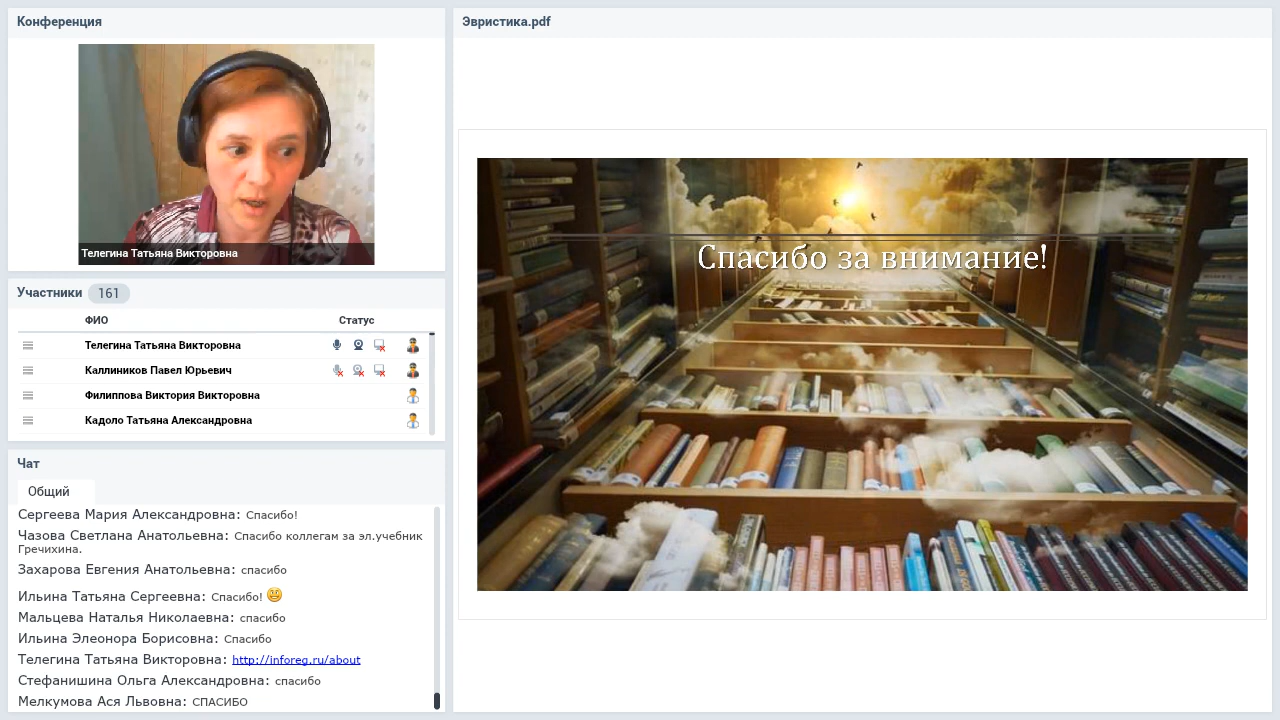 Конференция
Телегина Татьяна Викторовна
Участники 161
ФИО Статус
Телегина Татьяна Викторовна
Каллиников Павел Юрьевич
Филиппова Виктория Викторовна
Кадоло Татьяна Александровна
Чат
Общий
Сергеева Мария Александровна: Спасибо!
Чазова Светлана Анатольевна: Спасибо коллегам за эл.учебник
Гречихина.
Захарова Евгения Анатольевна: спасибо
Ильина Татьяна Сергеевна: Спасибо!
Мальцева Наталья Николаевна: спасибо
Ильина Элеонора Борисовна: Спасибо
Телегина Татьяна Викторовна: http://inforeg.ru/about
Стефанишина Ольга Александровна: спасибо
Мелкумова Ася Львовна: СПАСИБО
Эвристика.pdf
Спасибо за внимание!